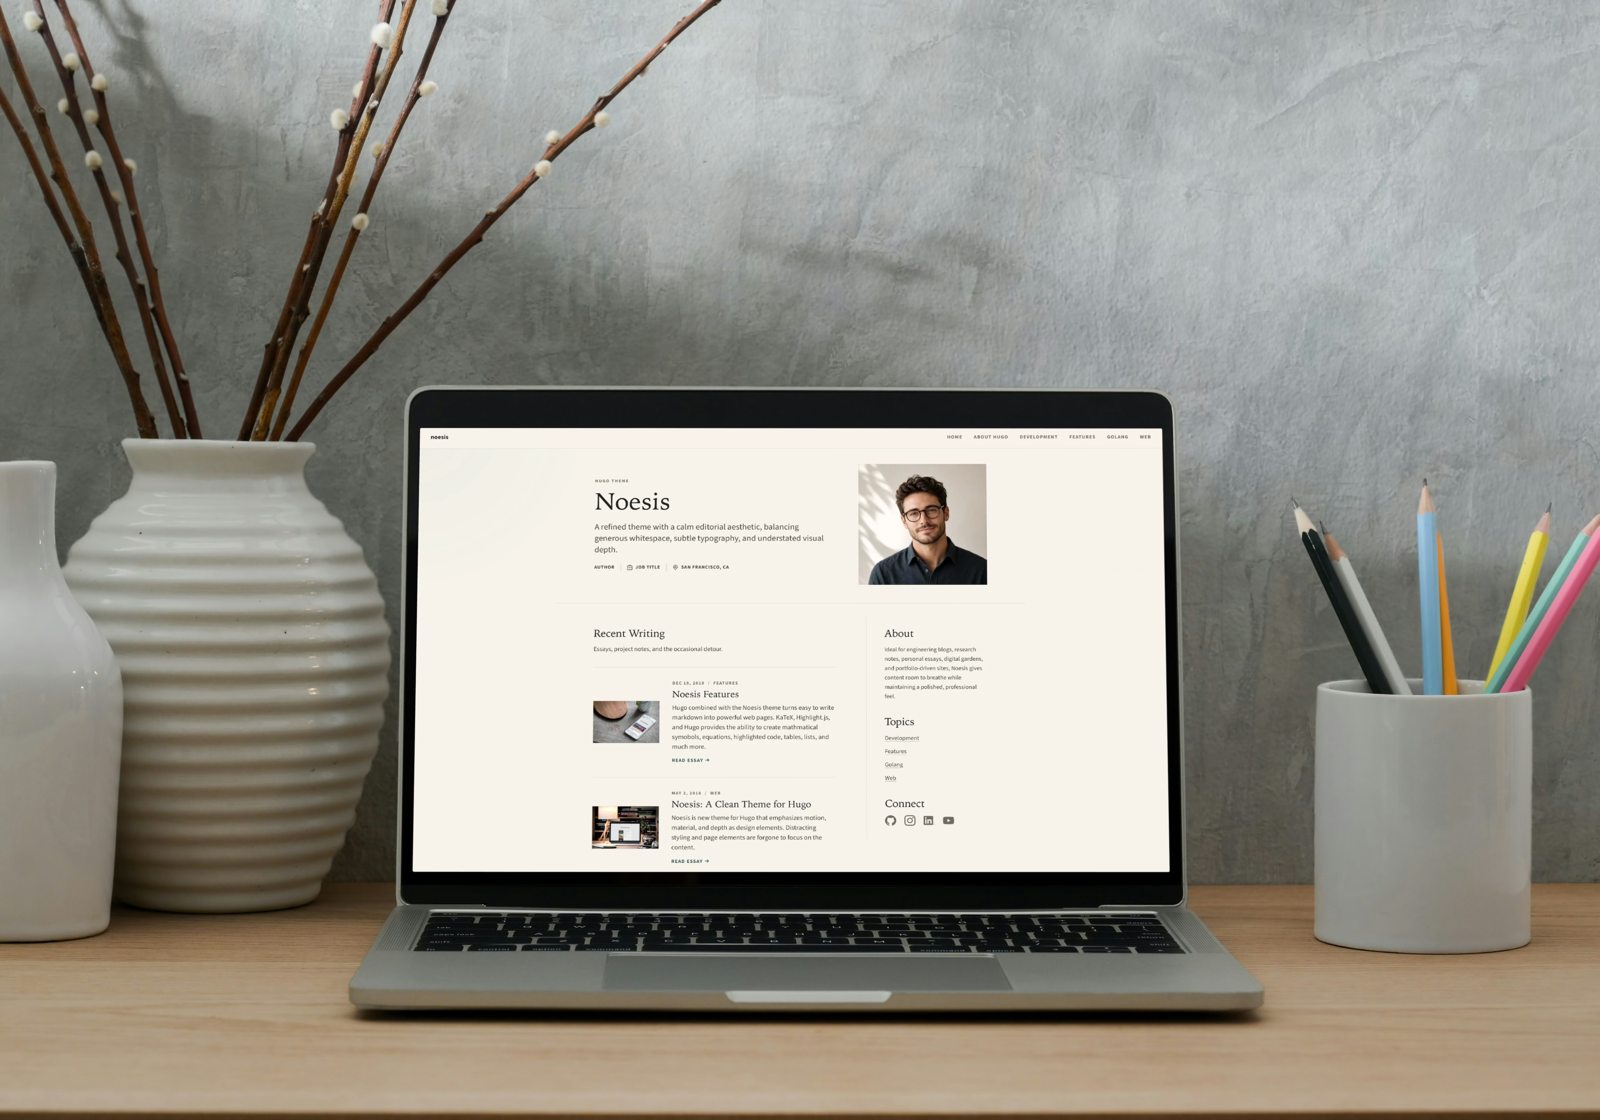 noesis
HOME ABOUT HUGO DEVELOPMENT FEATURES GOLANG WEB
HUGO THEME
Noesis
A refined theme with a calm editorial aesthetic, balancing
generous whitespace, subtle typography, and understated visual
depth.
AUTHOR JOB TITLE SAN FRANCISCO, CA
Recent Writing
Essays, project notes, and the occasional detour.
DEC 15, 2019 / FEATURES
Noesis Features
Hugo combined with the Noesis theme turns easy to write
markdown into powerful web pages. KaTeX, Highlight.js,
and Hugo provides the ability to create mathmatical
symobols, equations, highlighted code, tables, lists, and
much more.
READ ESSAY →
MAY 2, 2018 / WEB
Noesis: A Clean Theme for Hugo
Noesis is new theme for Hugo that emphasizes motion,
material, and depth as design elements. Distracting
styling and page elements are forgone to focus on the
content.
READ ESSAY →
About
Ideal for engineering blogs, research
notes, personal essays, digital gardens,
and portfolio-driven sites, Noesis gives
content room to breathe while
maintaining a polished, professional
feel.
Topics
Development
Features
Golang
Web
Connect